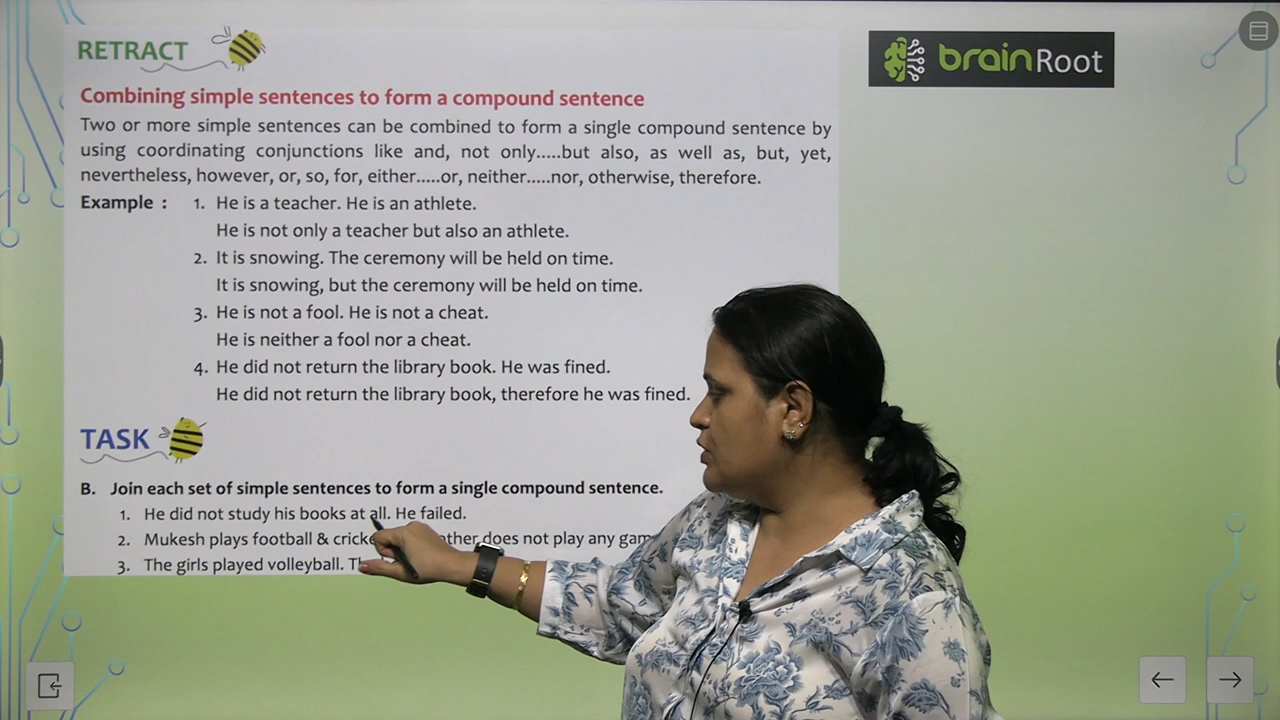 RETRACT
brainRoot
Combining simple sentences to form a compound sentence
Two or more simple sentences can be combined to form a single compound sentence by
using coordinating conjunctions like and, not only.....but also, as well as, but, yet,
nevertheless, however, or, so, for, either.....or, neither.....nor, otherwise, therefore.
Example : 1. He is a teacher. He is an athlete.
He is not only a teacher but also an athlete.
2. It is snowing. The ceremony will be held on time.
It is snowing, but the ceremony will be held on time.
3. He is not a fool. He is not a cheat.
He is neither a fool nor a cheat.
4. He did not return the library book. He was fined.
He did not return the library book, therefore he was fined.
TASK
B. Join each set of simple sentences to form a single compound sentence.
1. He did not study his books at all. He failed.
2. Mukesh plays football & does not play any
3. The girls played volleyball.